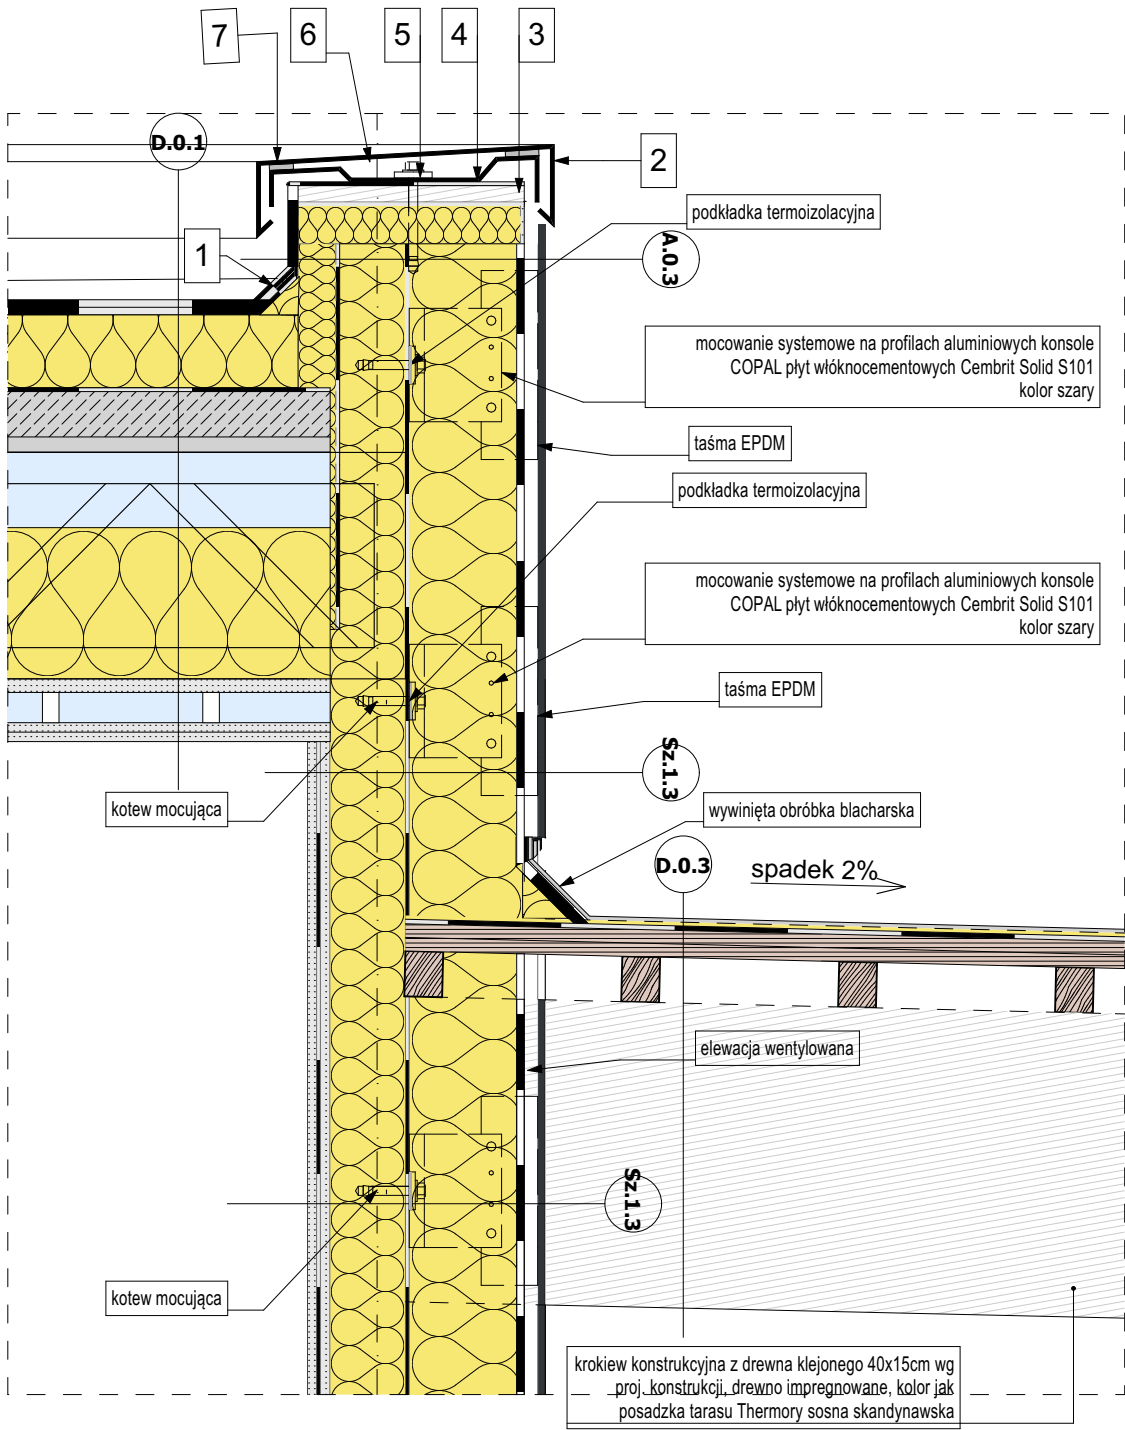 7
6
5
4
3
D.0.1
2
podkładka termoizolacyjna
1
A.0.3
mocowanie systemowe na profilach aluminiowych konsole
COPAL płyt włóknocementowych Cembrit Solid S101
kolor szary
taśma EPDM
podkładka termoizolacyjna
mocowanie systemowe na profilach aluminiowych konsole
COPAL płyt włóknocementowych Cembrit Solid S101
kolor szary
taśma EPDM
Sz.1.3
kotew mocująca
wywinięta obróbka blacharska
D.0.3
spadek 2%
elewacja wentylowana
Sz.1.3
kotew mocująca
krokiew konstrukcyjna z drewna klejonego 40x15cm wg
proj. konstrukcji, drewno impregnowane, kolor jak
posadzka tarasu Thermory sosna skandynawska